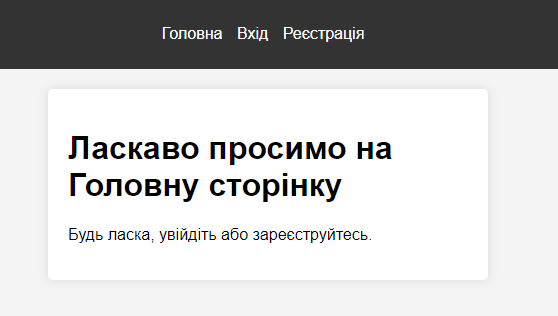 Головна Вхід Реєстрація
Ласкаво просимо на
Головну сторінку
Будь ласка, увійдіть або зареєструйтесь.